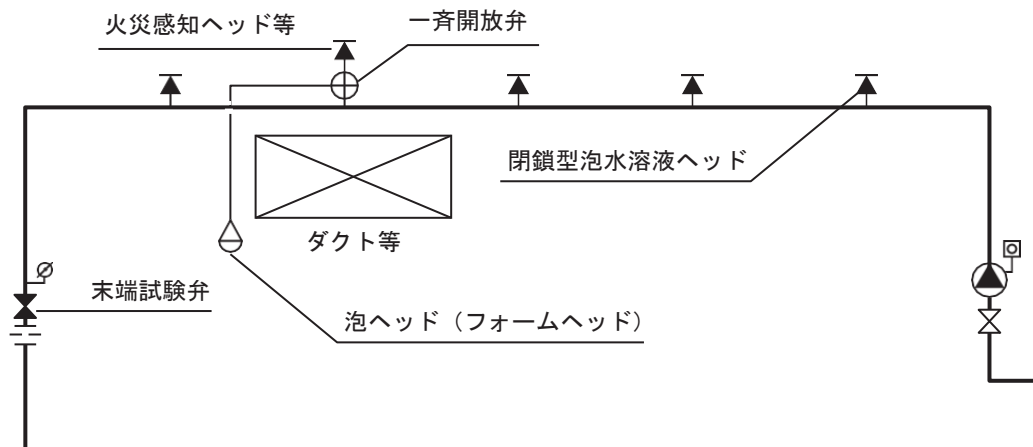 火災感知ヘッド等
一斉開放弁
閉鎖型泡水溶液ヘッド
ダクト等
末端試験弁
泡ヘッド（フォームヘッド）